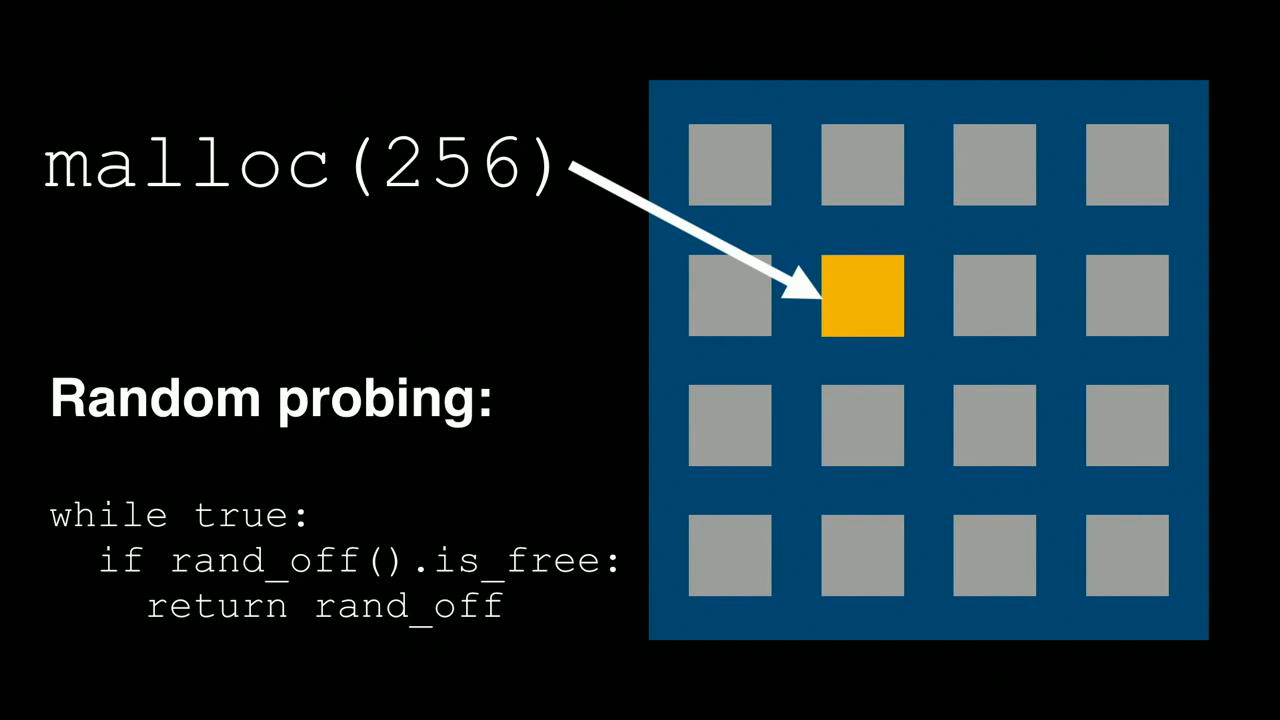 malloc(256)
Random probing:
while true:
  if rand_off().is_free:
    return rand_off